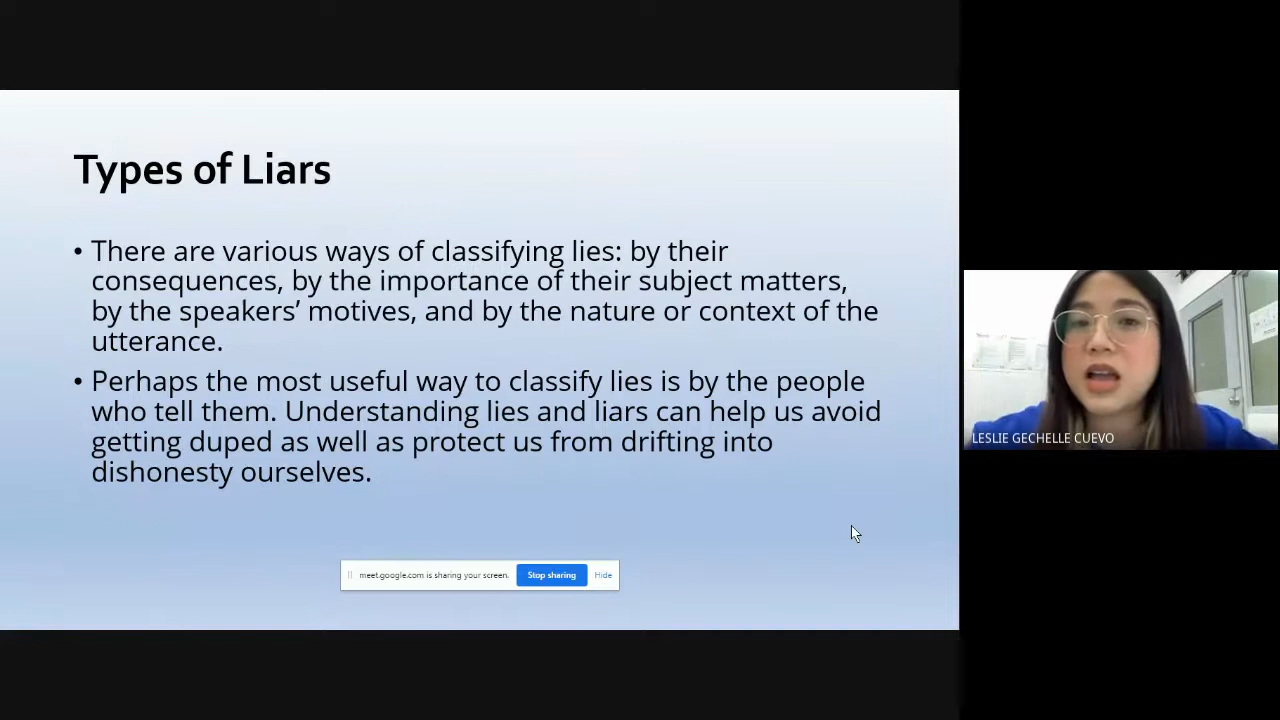 Types of Liars
• There are various ways of classifying lies: by their
consequences, by the importance of their subject matters,
by the speakers’ motives, and by the nature or context of the
utterance.
• Perhaps the most useful way to classify lies is by the people
who tell them. Understanding lies and liars can help us avoid
getting duped as well as protect us from drifting into
dishonesty ourselves.
meet.google.com is sharing your screen. Stop sharing Hide
LESLIE GECHELLE CUEVO